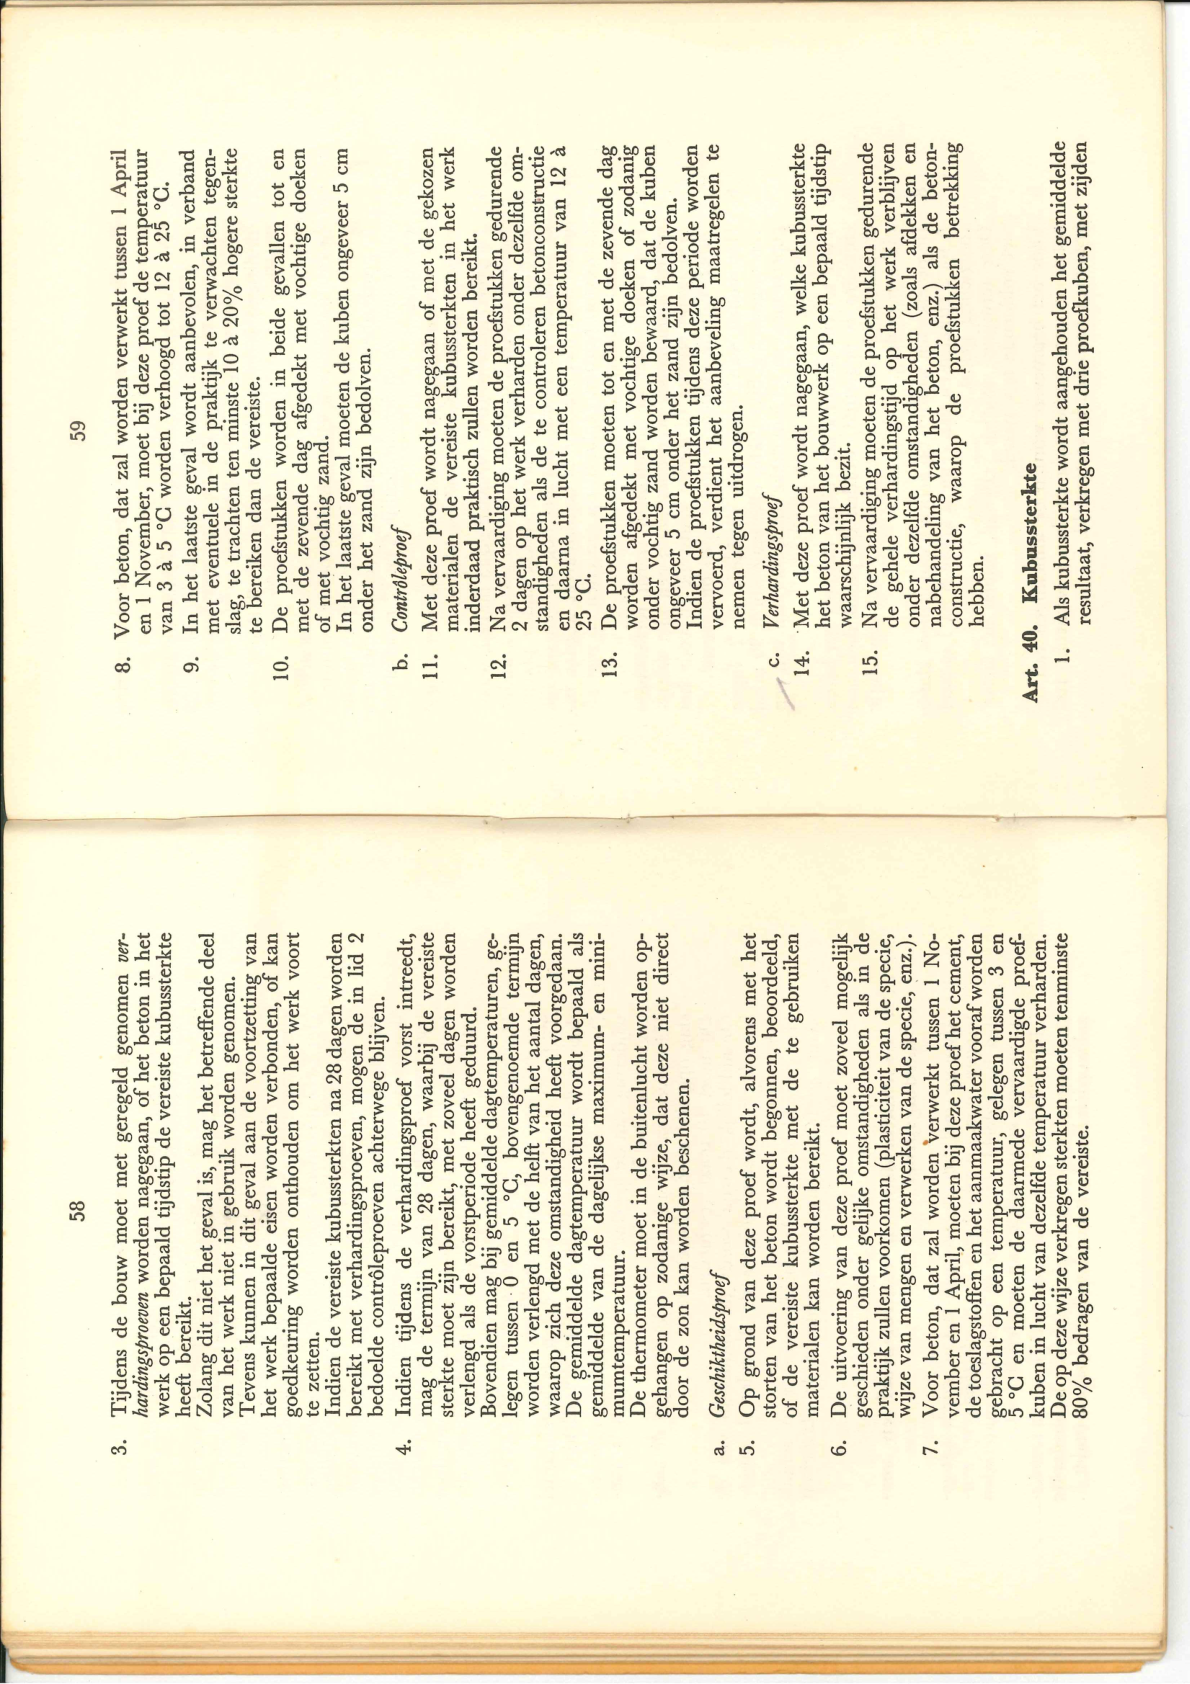 58
3. Tijdens de bouw moet met geregeld genomen ver-
hardingsproeven worden nagegaan, of het beton in het
werk op een bepaald tijdstip de vereiste kubussterkte
heeft bereikt.
Zolang dit niet het geval is, mag het betreffende deel
van het werk niet in gebruik worden genomen.
Tevens kunnen in dit geval aan de voortzetting van
het werk bepaalde eisen worden verbonden, of kan
goedkeuring worden onthouden om het werk voort
te zetten.
Indien de vereiste kubussterkten na 28 dagen worden
bereikt met verhardingsproeven, mogen de in lid 2
bedoelde contrôleproeven achterwege blijven.
4. Indien tijdens de verhardingsproef vorst intreedt,
mag de termijn van 28 dagen, waarbij de vereiste
sterkte moet zijn bereikt, met zoveel dagen worden
verlengd als de vorstperiode heeft geduurd.
Bovendien mag bij gemiddelde dagtemperaturen, ge-
legen tussen 0 en 5 °C, bovengenoemde termijn
worden verlengd met de helft van het aantal dagen,
waarop zich deze omstandigheid heeft voorgedaan.
De gemiddelde dagtemperatuur wordt bepaald als
gemiddelde van de dagelijkse maximum- en mini-
mumtemperatuur.
De thermometer moet in de buitenlucht worden op-
gehangen op zodanige wijze, dat deze niet direct
door de zon kan worden beschenen.
a. Geschiktheidsproef
5. Op grond van deze proef wordt, alvorens met het
storten van het beton wordt begonnen, beoordeeld,
of de vereiste kubussterkte met de te gebruiken
materialen kan worden bereikt.
6. De uitvoering van deze proef moet zoveel mogelijk
geschieden onder gelijke omstandigheden als in de
praktijk zullen voorkomen (plasticiteit van de specie,
wijze van mengen en verwerken van de specie, enz.).
7. Voor beton, dat zal worden verwerkt tussen 1 No-
vember en 1 April, moeten bij deze proef het cement,
de toeslagstoffen en het aanmaakwater vooraf worden
gebracht op een temperatuur, gelegen tussen 3 en
5 °C en moeten de daarmede vervaardigde proef-
kuben in lucht van dezelfde temperatuur verharden.
De op deze wijze verkregen sterkten moeten tenminste
80% bedragen van de vereiste.
59
8. Voor beton, dat zal worden verwerkt tussen 1 April
en 1 November, moet bij deze proef de temperatuur
van 3 à 5 °C worden verhoogd tot 12 à 25 °C.
9. In het laatste geval wordt aanbevolen, in verband
met eventuele in de praktijk te verwachten tegen-
slag, te trachten ten minste 10 à 20% hogere sterkte
te bereiken dan de vereiste.
10. De proefstukken worden in beide gevallen tot en
met de zevende dag afgedekt met vochtige doeken
of met vochtig zand.
In het laatste geval moeten de kuben ongeveer 5 cm
onder het zand zijn bedolven.
b. Contrôleproef
11. Met deze proef wordt nagegaan of met de gekozen
materialen de vereiste kubussterkten in het werk
inderdaad praktisch zullen worden bereikt.
12. Na vervaardiging moeten de proefstukken gedurende
2 dagen op het werk verharden onder dezelfde om-
standigheden als de te controleren betonconstructie
en daarna in lucht met een temperatuur van 12 à
25 °C.
13. De proefstukken moeten tot en met de zevende dag
worden afgedekt met vochtige doeken of zodanig
onder vochtig zand worden bewaard, dat de kuben
ongeveer 5 cm onder het zand zijn bedolven.
Indien de proefstukken tijdens deze periode worden
vervoerd, verdient het aanbeveling maatregelen te
nemen tegen uitdrogen.
c. Verhardingsproef
14. Met deze proef wordt nagegaan, welke kubussterkte
het beton van het bouwwerk op een bepaald tijdstip
waarschijnlijk bezit.
15. Na vervaardiging moeten de proefstukken gedurende
de gehele verhardingstijd op het werk verblijven
onder dezelfde omstandigheden (zoals afdekken en
nabehandeling van het beton, enz.) als de beton-
constructie, waarop de proefstukken betrekking
hebben.
Art. 40. Kubussterkte
1. Als kubussterkte wordt aangehouden het gemiddelde
resultaat, verkregen met drie proefkuben, met zijden